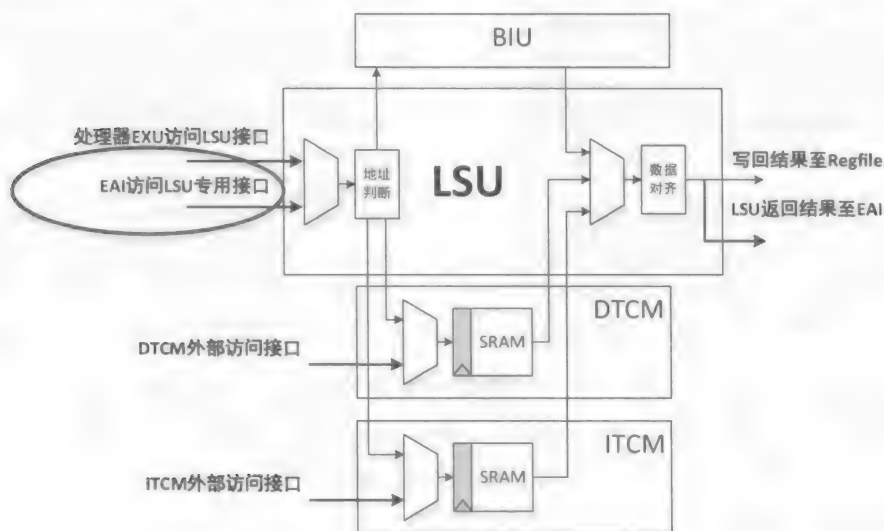 BIU
处理器EXU访问LSU接口
EAI访问LSU专用接口
地址
判断
LSU
数据
对齐
写回结果至Regfile
LSU返回结果至EAI
DTCM
SRAM
DTCM外部访问接口
ITCM
SRAM
ITCM外部访问接口